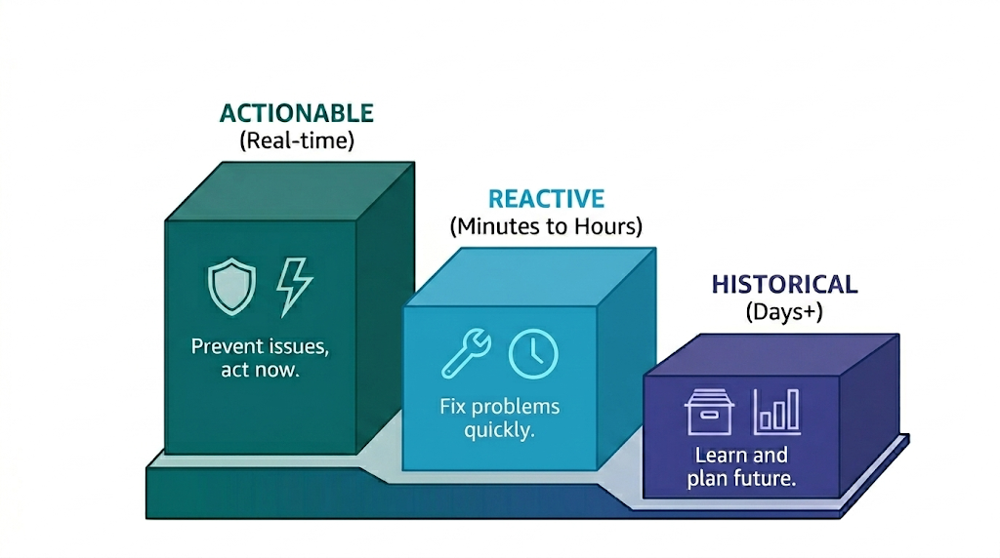 ACTIONABLE
(Real-time)
Prevent issues,
act now.
REACTIVE
(Minutes to Hours)
Fix problems
quickly.
HISTORICAL
(Days+)
Learn and
plan future.